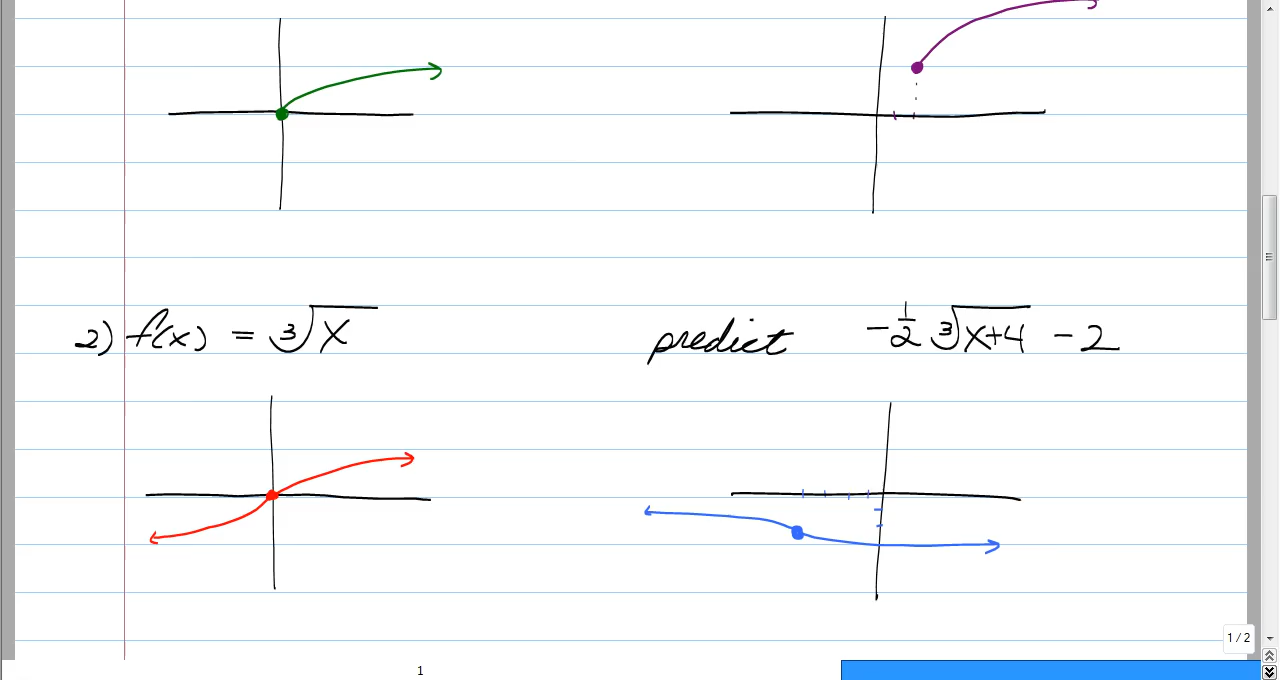 2) f(x) = ∛x predict -½ ∛x+4 - 2
1 / 2
1